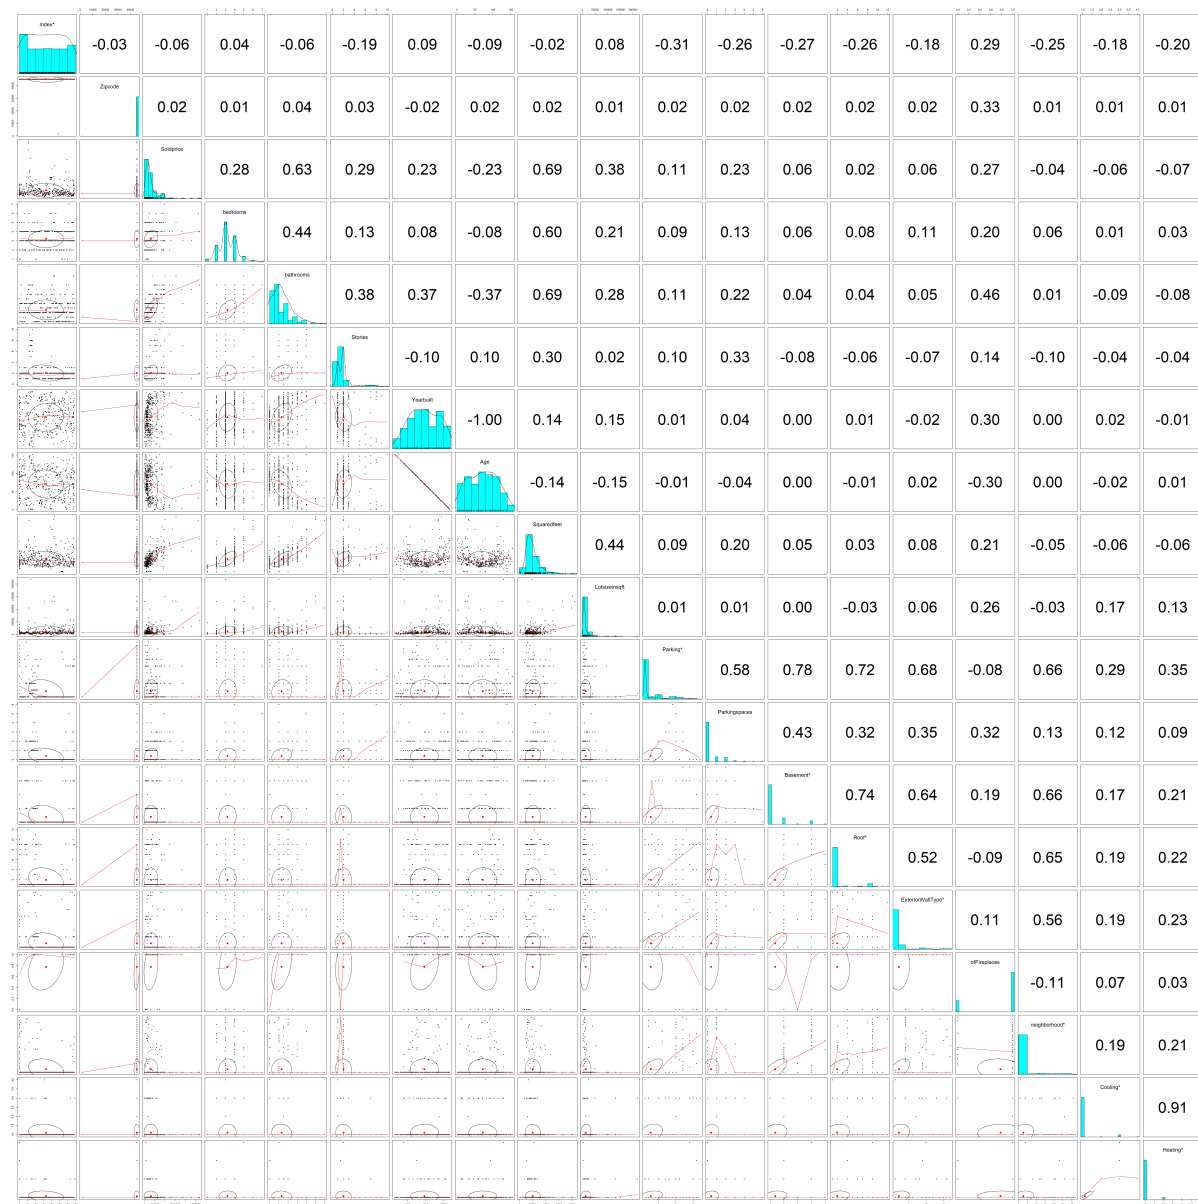 Index*
-0.03 -0.06 0.04 -0.06 -0.19 0.09 -0.09 -0.02 0.08 -0.31 -0.26 -0.27 -0.26 -0.18 0.29 -0.25 -0.18 -0.20
Zipcode
0.02 0.01 0.04 0.03 -0.02 0.02 0.02 0.01 0.02 0.02 0.02 0.02 0.02 0.33 0.01 0.01 0.01
Soldprice
0.28 0.63 0.29 0.23 -0.23 0.69 0.38 0.11 0.23 0.06 0.02 0.06 0.27 -0.04 -0.06 -0.07
bedrooms
0.44 0.13 0.08 -0.08 0.60 0.21 0.09 0.13 0.06 0.08 0.11 0.20 0.06 0.01 0.03
bathrooms
0.38 0.37 -0.37 0.69 0.28 0.11 0.22 0.04 0.04 0.05 0.46 0.01 -0.09 -0.08
Stories
-0.10 0.10 0.30 0.02 0.10 0.33 -0.08 -0.06 -0.07 0.14 -0.10 -0.04 -0.04
Yearbuilt
-1.00 0.14 0.15 0.01 0.04 0.00 0.01 -0.02 0.30 0.00 0.02 -0.01
Age
-0.14 -0.15 -0.01 -0.04 0.00 -0.01 0.02 -0.30 0.00 -0.02 0.01
Squaredfeet
0.44 0.09 0.20 0.05 0.03 0.08 0.21 -0.05 -0.06 -0.06
Lotsizeinsqft
0.01 0.01 0.00 -0.03 0.06 0.26 -0.03 0.17 0.13
Parking*
0.58 0.78 0.72 0.68 -0.08 0.66 0.29 0.35
Parkingspaces
0.43 0.32 0.35 0.32 0.13 0.12 0.09
Basement*
0.74 0.64 0.19 0.66 0.17 0.21
Roof*
0.52 -0.09 0.65 0.19 0.22
ExteriorWallType*
0.11 0.56 0.19 0.23
offFireplaces
-0.11 0.07 0.03
neighborhood*
0.19 0.21
Cooling*
0.91
Heating*